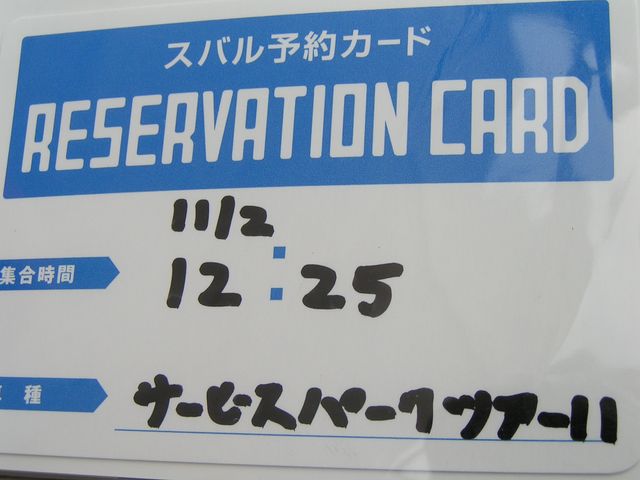 スバル予約カード
RESERVATION CARD
11/2
集合時間 12:25
種 サービスパークツアー11